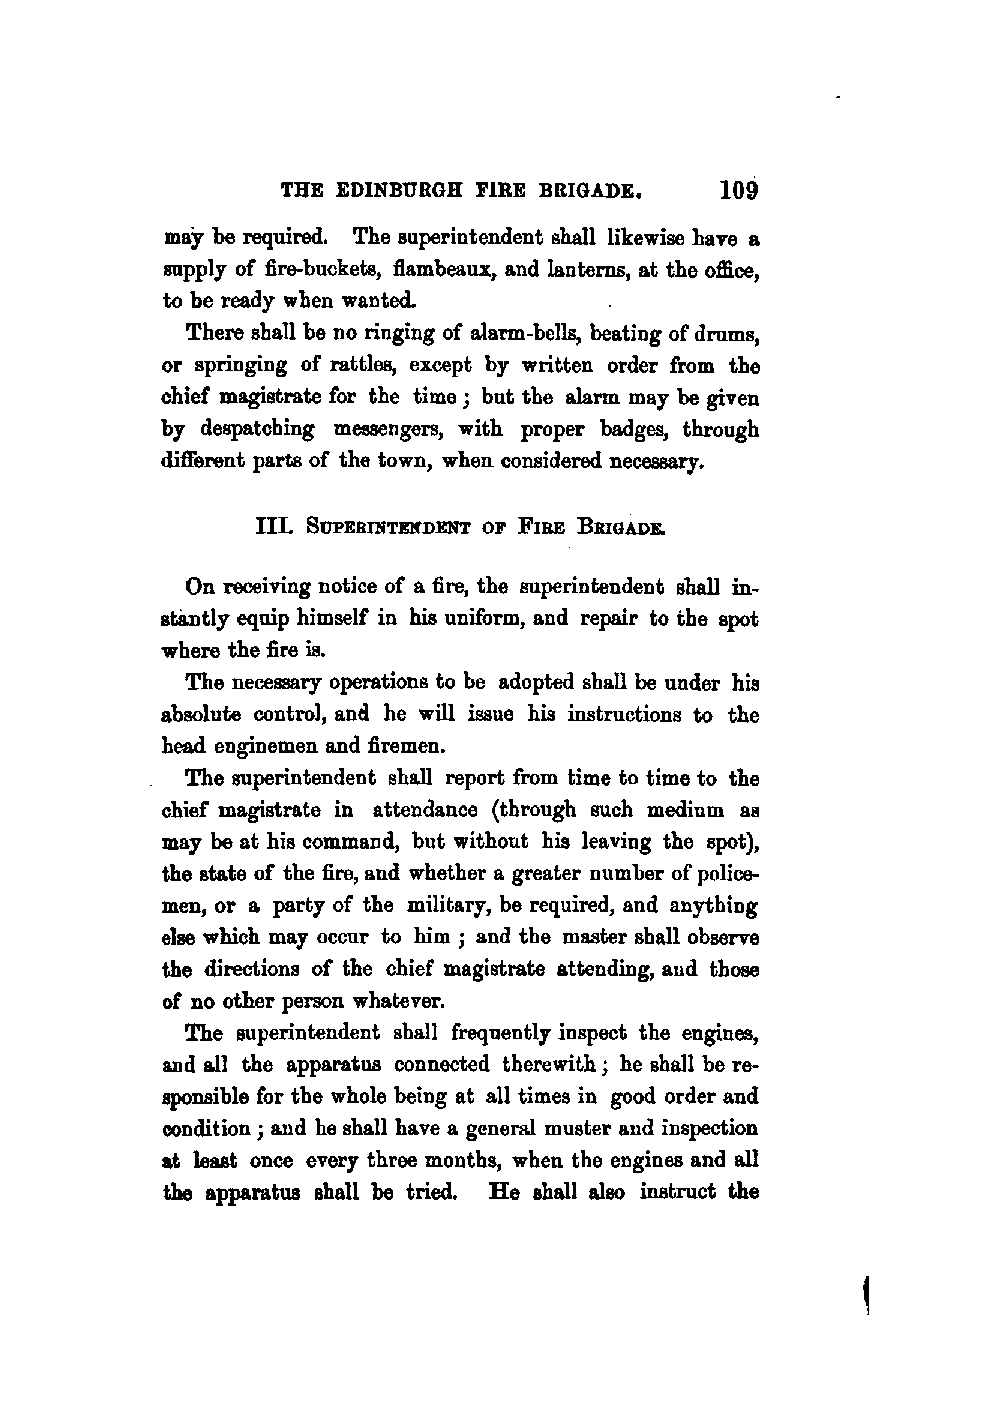 THE EDINBURGH FIRE BRIGADE. 109
may be required. The superintendent shall likewise have a
supply of fire-buckets, flambeaux, and lanterns, at the office,
to be ready when wanted.
There shall be no ringing of alarm-bells, beating of drums,
or springing of rattles, except by written order from the
chief magistrate for the time ; but the alarm may be given
by despatching messengers, with proper badges, through
different parts of the town, when considered necessary.
III. SUPERINTENDENT OF FIRE BRIGADE.
On receiving notice of a fire, the superintendent shall in-
stantly equip himself in his uniform, and repair to the spot
where the fire is.
The necessary operations to be adopted shall be under his
absolute control, and he will issue his instructions to the
head enginemen and firemen.
The superintendent shall report from time to time to the
chief magistrate in attendance (through such medium as
may be at his command, but without his leaving the spot),
the state of the fire, and whether a greater number of police-
men, or a party of the military, be required, and anything
else which may occur to him ; and the master shall observe
the directions of the chief magistrate attending, and those
of no other person whatever.
The superintendent shall frequently inspect the engines,
and all the apparatus connected therewith ; he shall be re-
sponsible for the whole being at all times in good order and
condition ; and he shall have a general muster and inspection
at least once every three months, when the engines and all
the apparatus shall be tried. He shall also instruct the